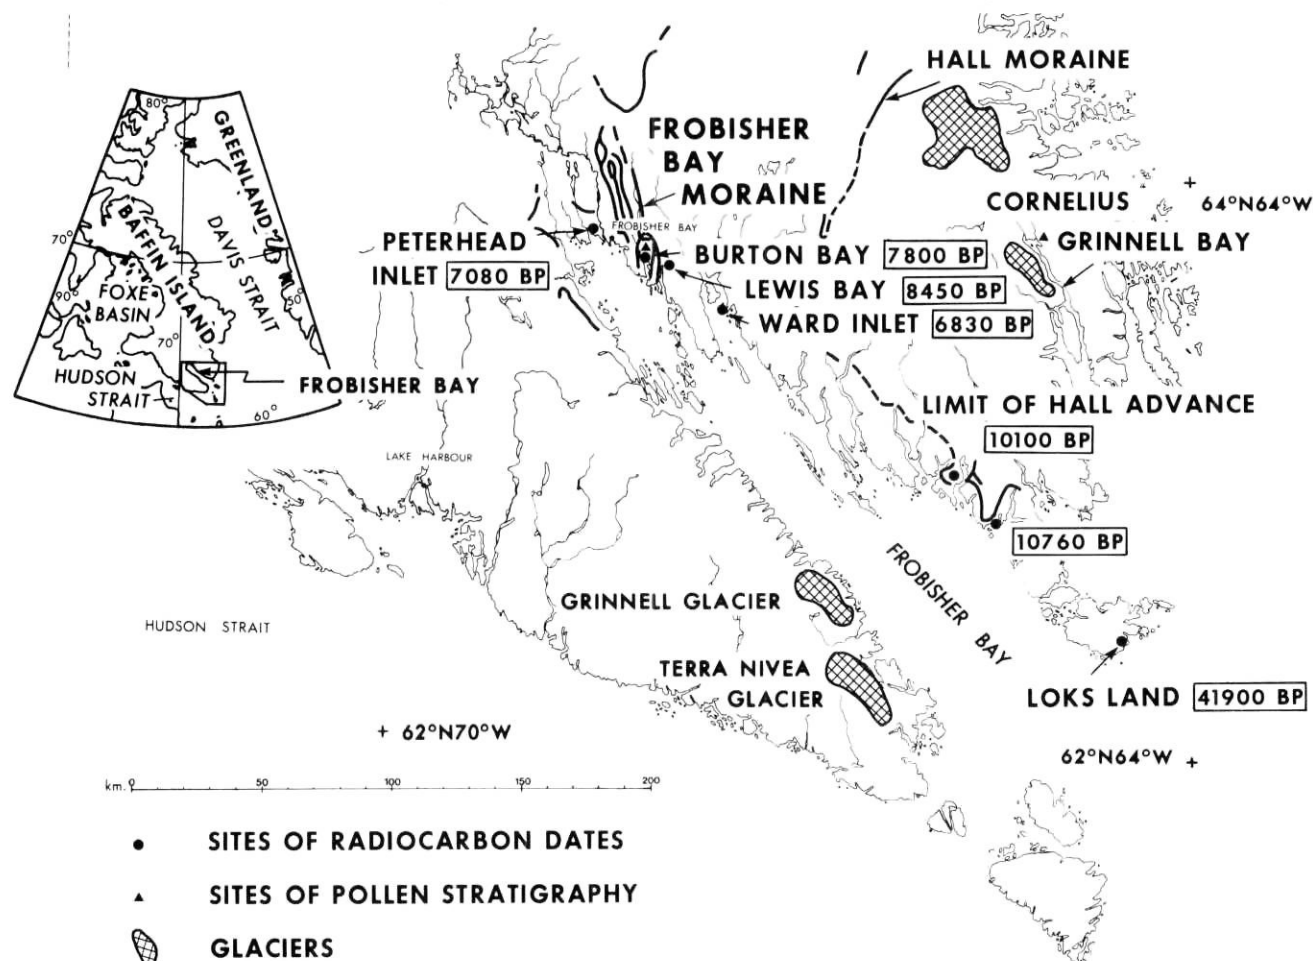 HALL MORAINE
FROBISHER
BAY
MORAINE
80°
GREENLAND
BAFFIN ISLAND
DAVIS STRAIT
70°
90°
50°
FOXE
BASIN
70°
HUDSON
STRAIT
60°
FROBISHER BAY
64°N64°W
CORNELIUS
GRINNELL BAY
FROBISHER BAY
PETERHEAD
INLET 7080 BP
BURTON BAY 7800 BP
LEWIS BAY 8450 BP
WARD INLET 6830 BP
LIMIT OF HALL ADVANCE
10100 BP
LAKE HARBOUR
10760 BP
FROBISHER BAY
GRINNELL GLACIER
HUDSON STRAIT
TERRA NIVEA
GLACIER
LOKS LAND 41900 BP
62°N70°W
62°N64°W
km. 0 50 100 150 200
SITES OF RADIOCARBON DATES
SITES OF POLLEN STRATIGRAPHY
GLACIERS